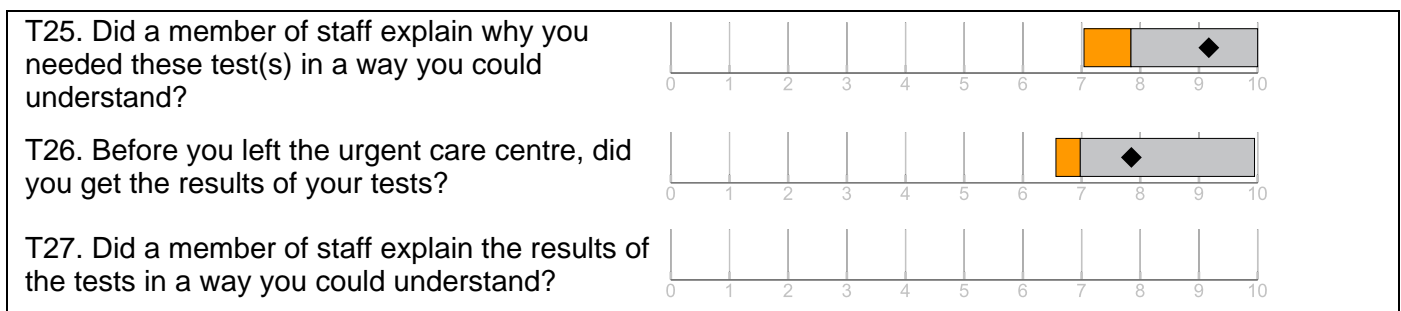 T25. Did a member of staff explain why you
needed these test(s) in a way you could
understand?
0 1 2 3 4 5 6 7 8 9 10
T26. Before you left the urgent care centre, did
you get the results of your tests?
0 1 2 3 4 5 6 7 8 9 10
T27. Did a member of staff explain the results of
the tests in a way you could understand?
0 1 2 3 4 5 6 7 8 9 10